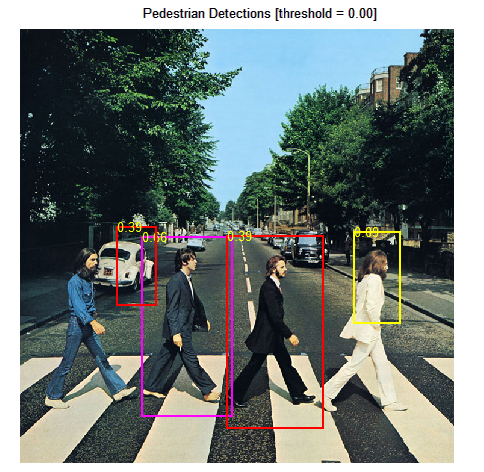 Pedestrian Detections [threshold = 0.00]
0.39
0.66
0.39
0.09